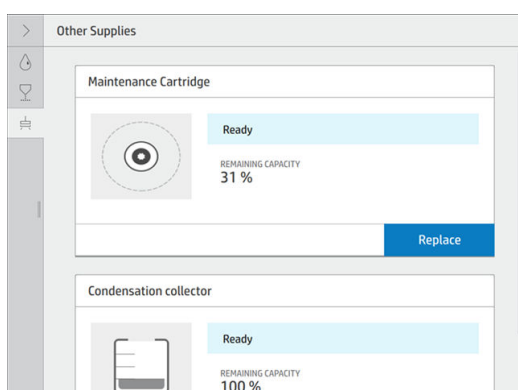 Other Supplies
Maintenance Cartridge
Ready
REMAINING CAPACITY
31 %
Replace
Condensation collector
Ready
REMAINING CAPACITY
100 %